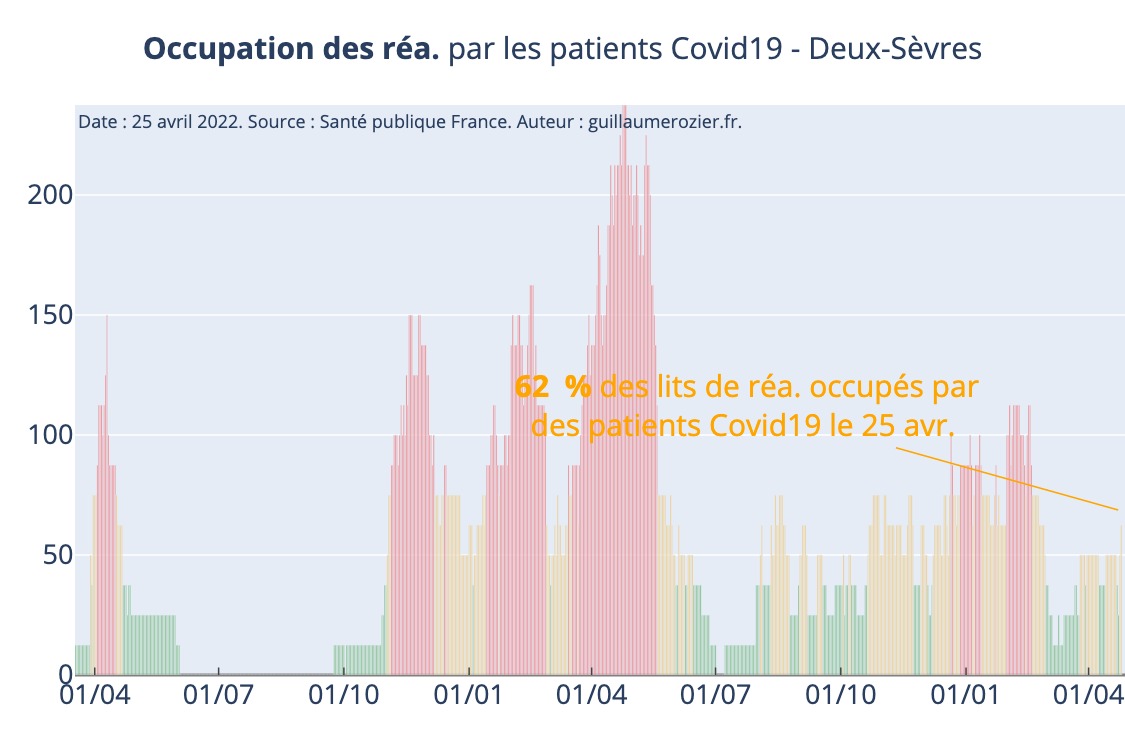 Occupation des réa. par les patients Covid19 - Deux-Sèvres
Date : 25 avril 2022. Source : Santé publique France. Auteur : guillaumerozier.fr.
200
150
62 % des lits de réa. occupés par
des patients Covid19 le 25 avr.
100
50
0
01/04 01/07 01/10 01/01 01/04 01/07 01/10 01/01 01/04